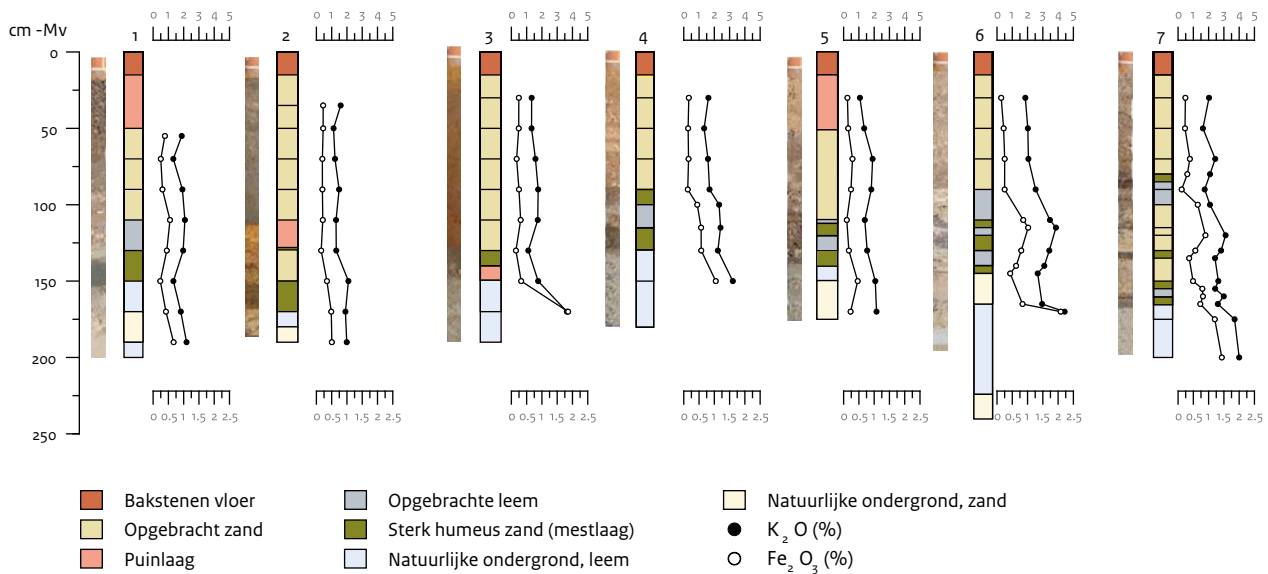 0 1 2 3 4 5 0 1 2 3 4 5 0 1 2 3 4 5 0 1 2 3 4 5 0 1 2 3 4 5 0 1 2 3 4 5 0 1 2 3 4 5
cm -Mv 1 2 3 4 5 6 7
0
50
100
150
200
250
0 0.5 1 1.5 2 2.5 0 0.5 1 1.5 2 2.5 0 0.5 1 1.5 2 2.5 0 0.5 1 1.5 2 2.5 0 0.5 1 1.5 2 2.5 0 0.5 1 1.5 2 2.5 0 0.5 1 1.5 2 2.5
Bakstenen vloer Opgebrachte leem Natuurlijke ondergrond, zand
Opgebracht zand Sterk humeus zand (mestlaag) K₂O (%)
Puinlaag Natuurlijke ondergrond, leem Fe₂O₃ (%)